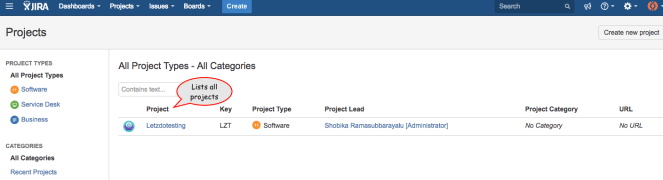 JIRA Dashboards Projects Issues Boards Create Search
Projects
Create new project
PROJECT TYPES
All Project Types
Software
Service Desk
Business
CATEGORIES
All Categories
Recent Projects
All Project Types - All Categories
Contains text...
Lists all
projects
Project Key Project Type Project Lead Project Category URL
Letzdotesting LZT Software Shobika Ramasubbarayalu [Administrator] No Category No URL